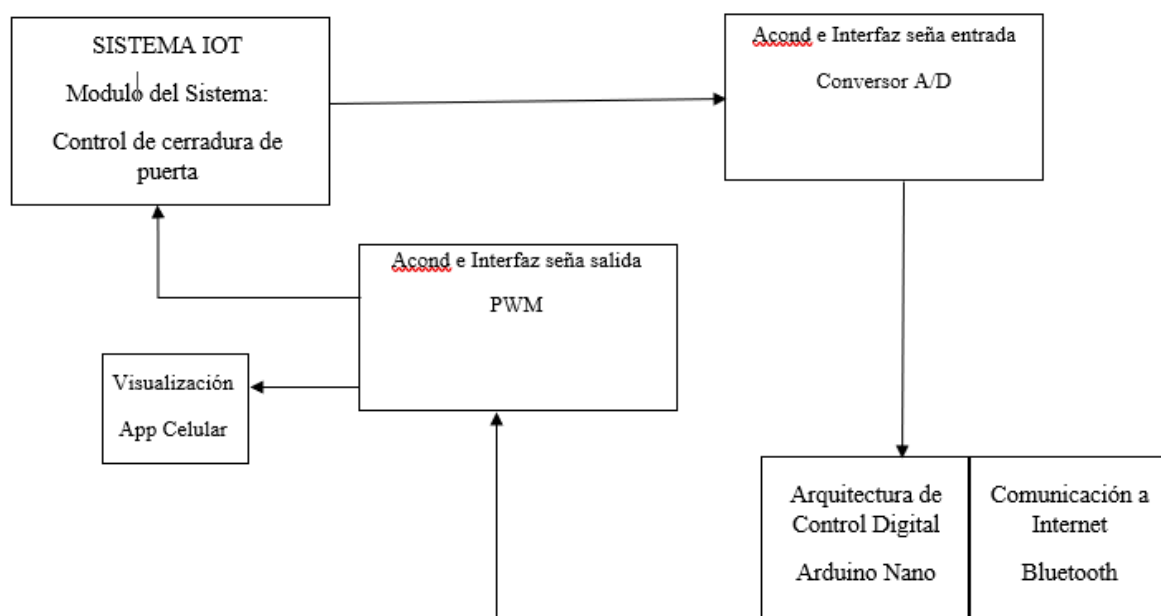 SISTEMA IOT
Modulo del Sistema:
Control de cerradura de
puerta
Acond e Interfaz seña entrada
Conversor A/D
Acond e Interfaz seña salida
PWM
Visualización
App Celular
Arquitectura de
Control Digital
Arduino Nano
Comunicación a
Internet
Bluetooth